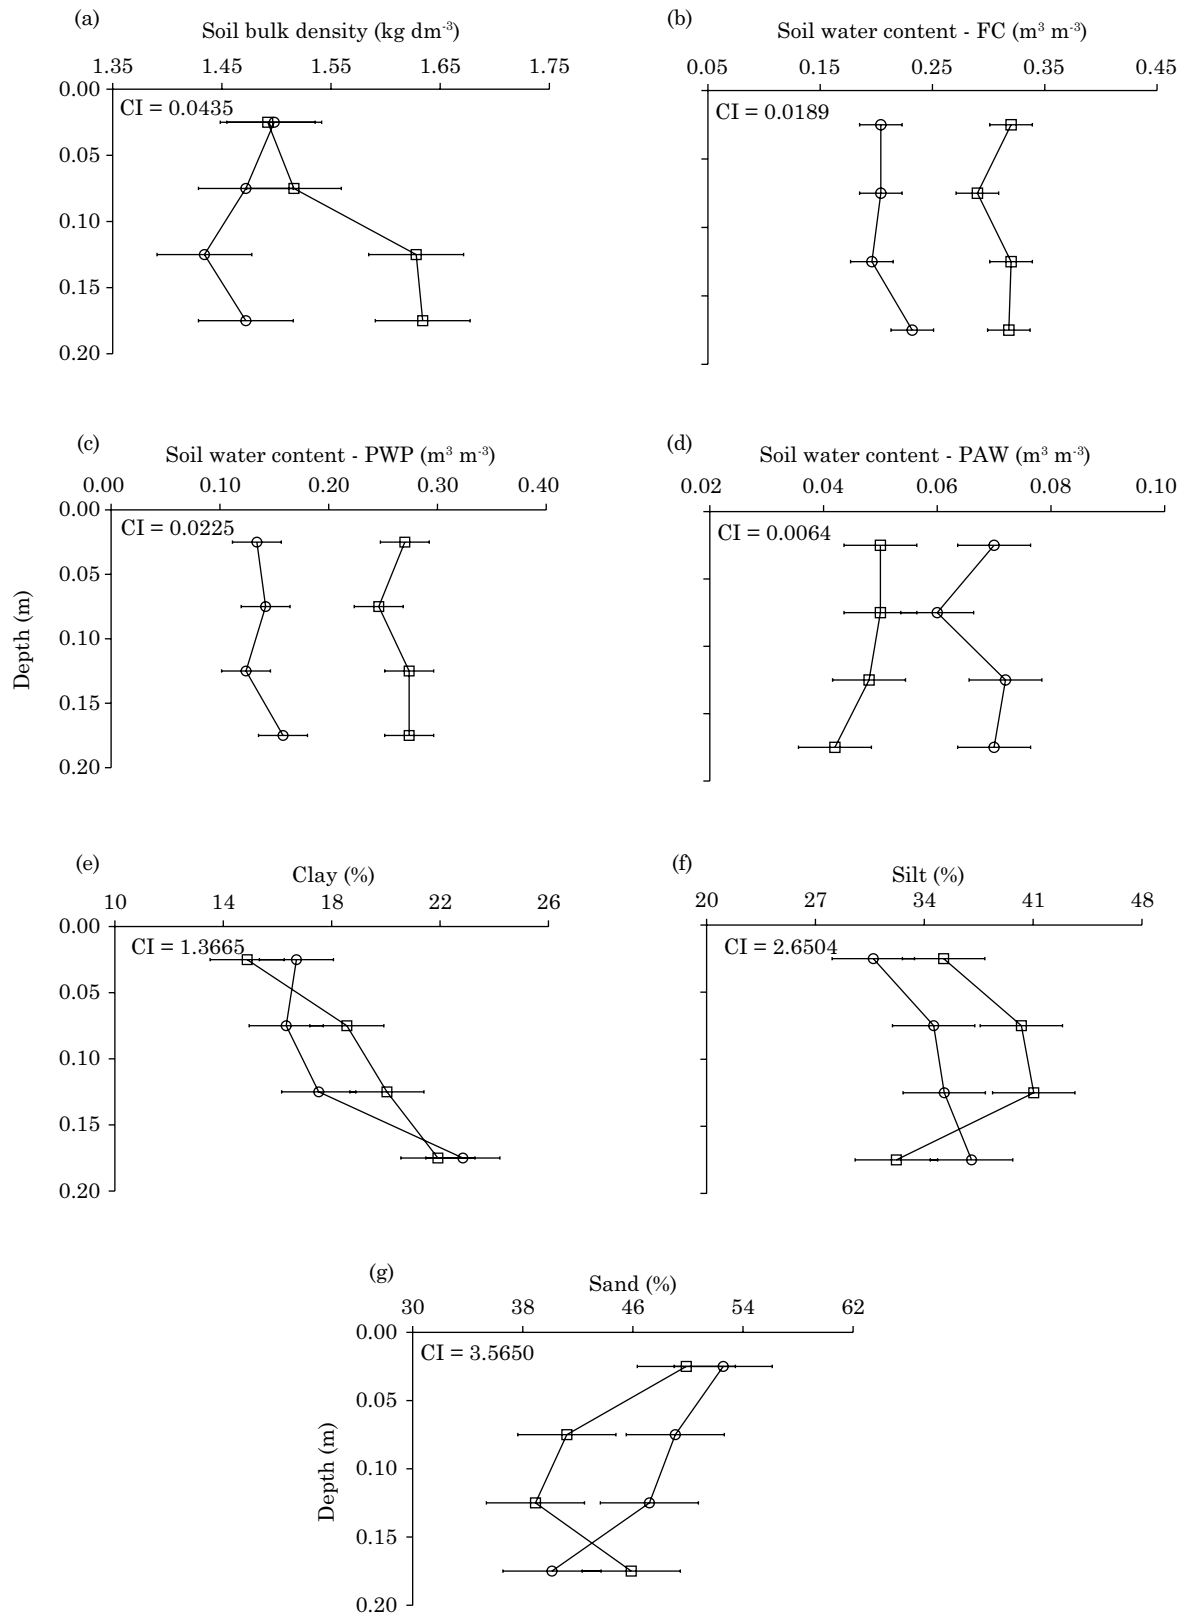 (a)
Soil bulk density (kg dm⁻³)
1.35 1.45 1.55 1.65 1.75
0.00
CI = 0.0435
0.05
0.10
0.15
0.20
(b)
Soil water content - FC (m³ m⁻³)
0.05 0.15 0.25 0.35 0.45
CI = 0.0189
(c)
Soil water content - PWP (m³ m⁻³)
0.00 0.10 0.20 0.30 0.40
0.00
CI = 0.0225
0.05
0.10
0.15
0.20
Depth (m)
(d)
Soil water content - PAW (m³ m⁻³)
0.02 0.04 0.06 0.08 0.10
CI = 0.0064
(e)
Clay (%)
10 14 18 22 26
0.00
CI = 1.3665
0.05
0.10
0.15
0.20
(f)
Silt (%)
20 27 34 41 48
CI = 2.6504
(g)
Sand (%)
30 38 46 54 62
0.00
CI = 3.5650
0.05
0.10
0.15
0.20
Depth (m)